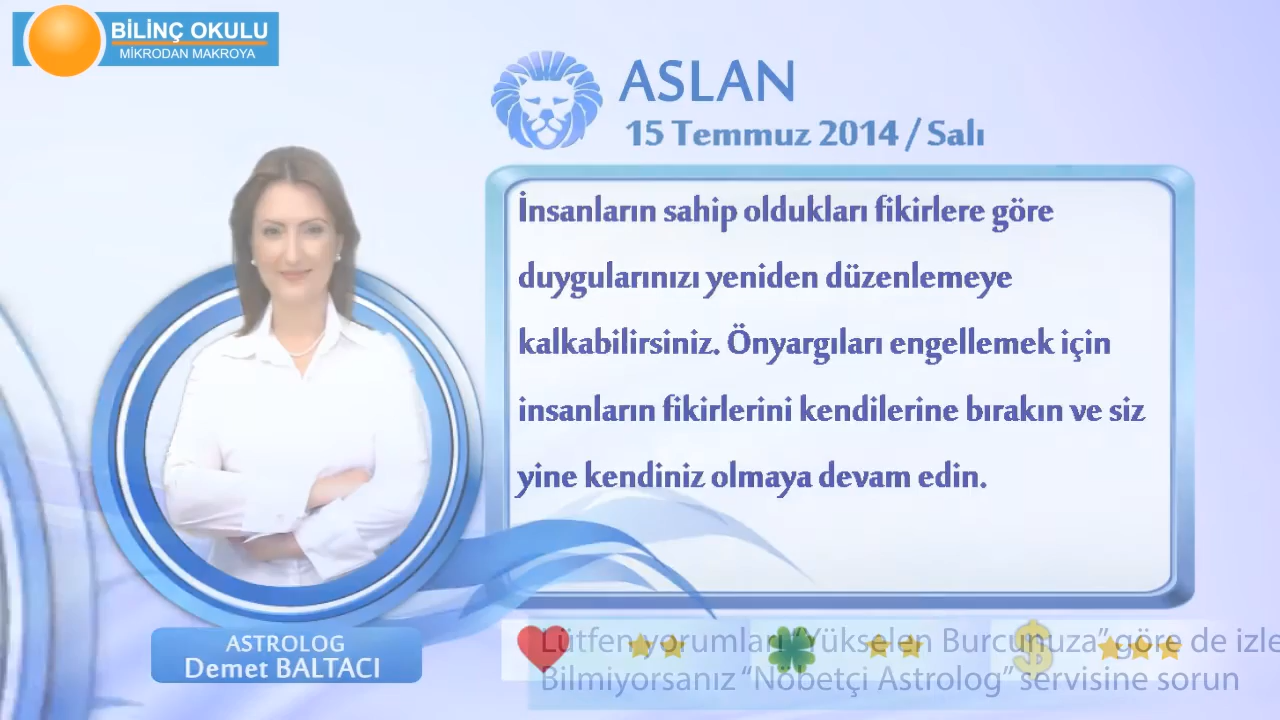 BİLİNÇ OKULU
MİKRODAN MAKROYA
ASLAN
15 Temmuz 2014 / Salı
İnsanların sahip oldukları fikirlere göre
duygularınızı yeniden düzenlemeye
kalkabilirsiniz. Önyargıları engellemek için
insanların fikirlerini kendilerine bırakın ve siz
yine kendiniz olmaya devam edin.
ASTROLOG
Demet BALTACI
Lütfen yorumları "Yükselen Burcunuza" göre de izle
Bilmiyorsanız "Nöbetçi Astrolog" servisine sorun